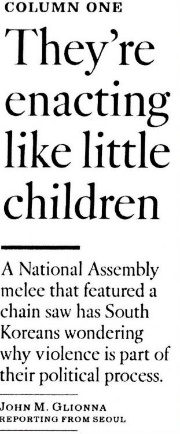 COLUMN ONE
They’re
enacting
like little
children
A National Assembly
melee that featured a
chain saw has South
Koreans wondering
why violence is part of
their political process.
JOHN M. GLIONNA
REPORTING FROM SEOUL